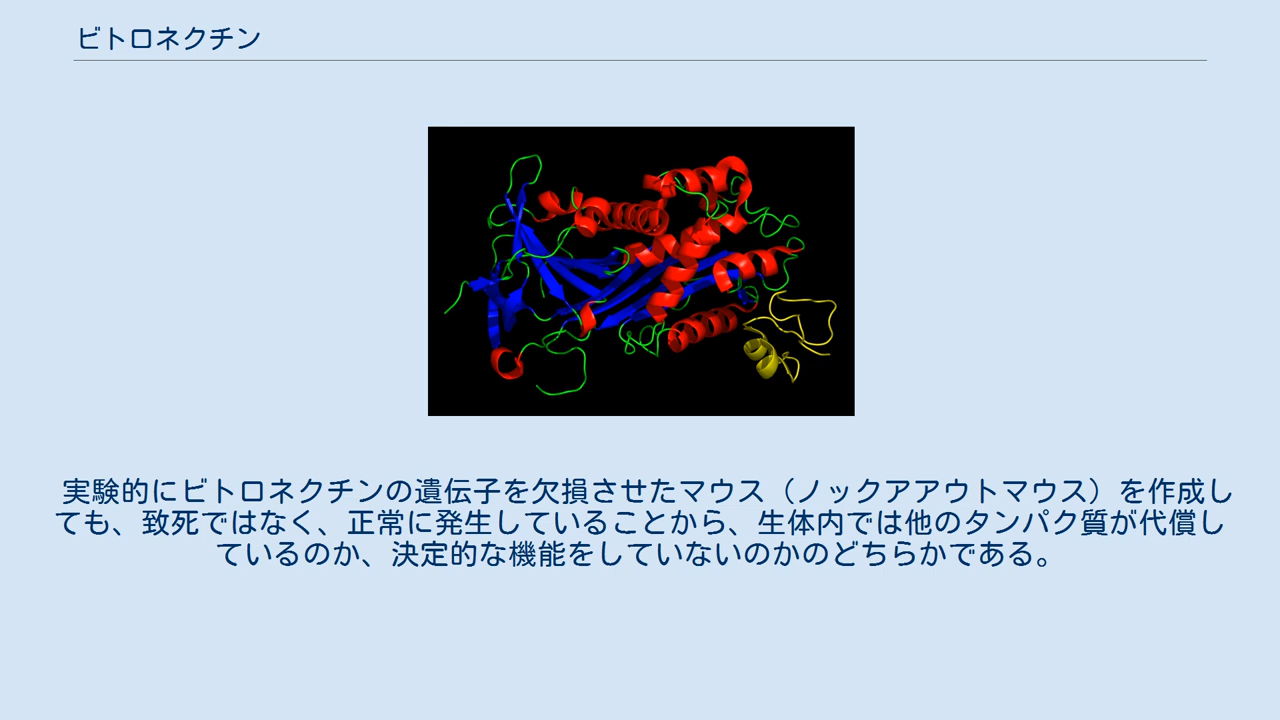 ビトロネクチン
実験的にビトロネクチンの遺伝子を欠損させたマウス（ノックアアウトマウス）を作成し
ても、致死ではなく、正常に発生していることから、生体内では他のタンパク質が代償し
ているのか、決定的な機能をしていないのかのどちらかである。